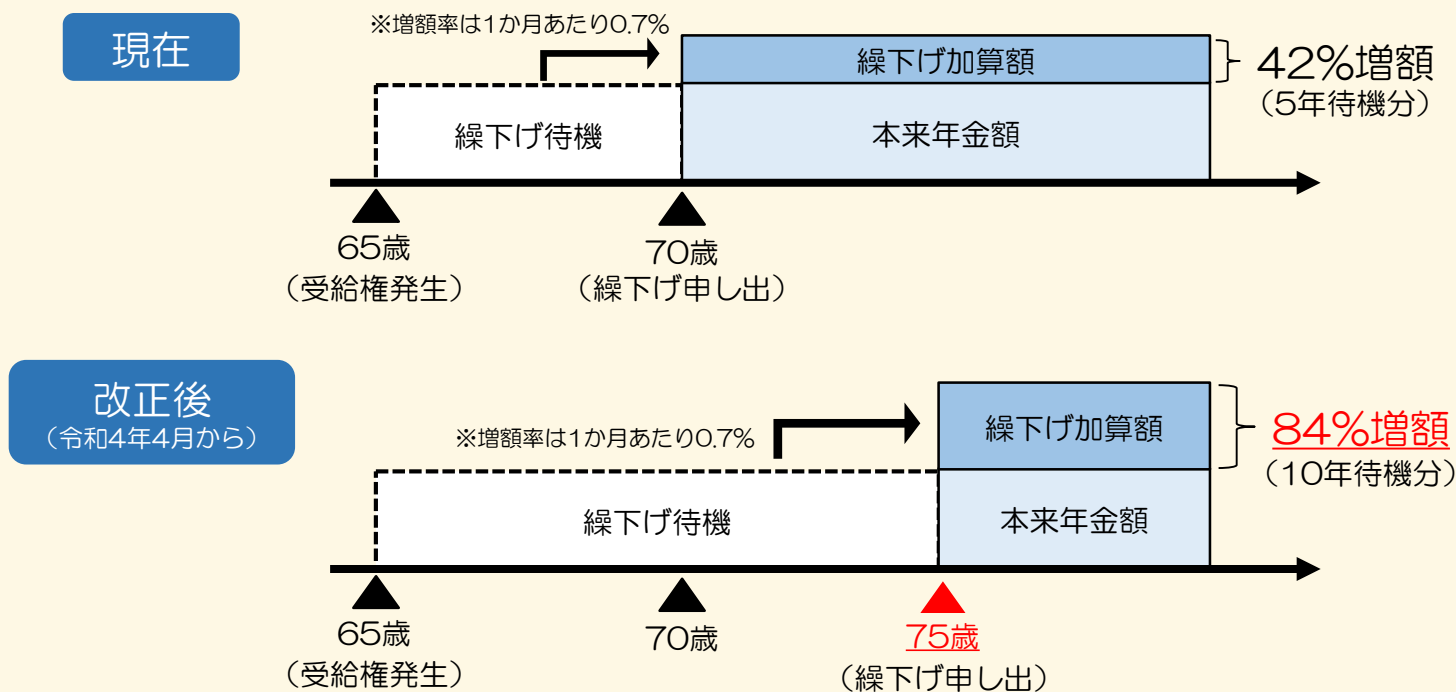 現在
※増額率は1か月あたり0.7%
繰下げ加算額
42%増額
(5年待機分)
繰下げ待機
本来年金額
65歳
(受給権発生)
70歳
(繰下げ申し出)
改正後
(令和4年4月から)
※増額率は1か月あたり0.7%
繰下げ加算額
84%増額
(10年待機分)
繰下げ待機
本来年金額
65歳
(受給権発生)
70歳
75歳
(繰下げ申し出)